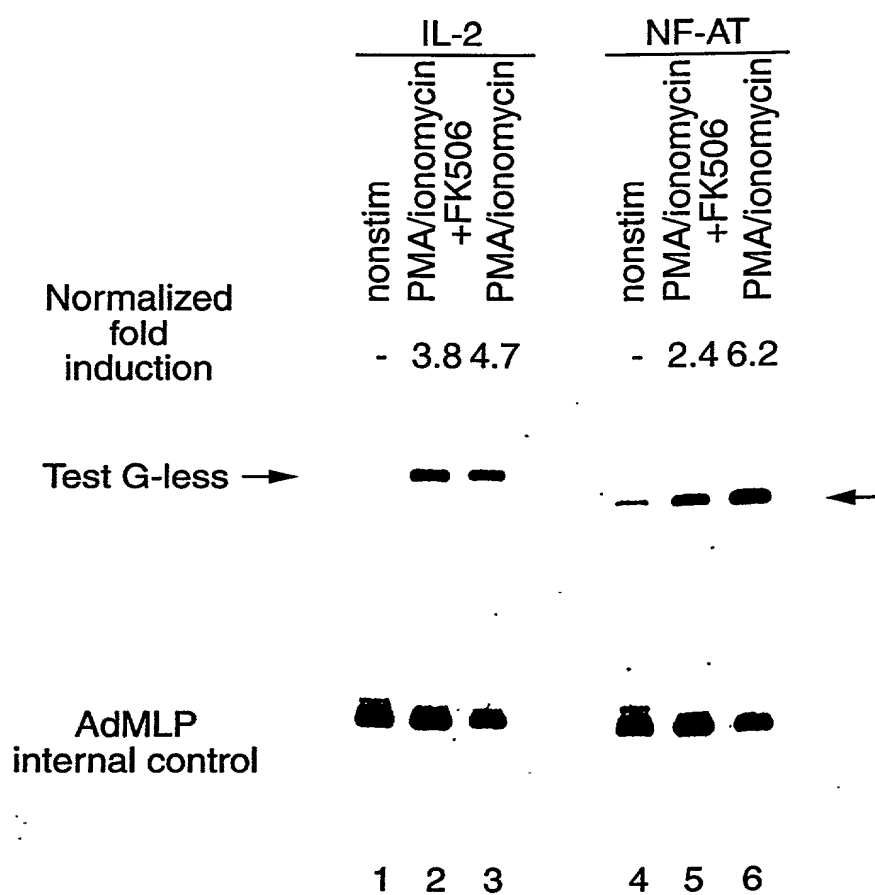 IL-2 NF-AT
nonstim
PMA/ionomycin
+FK506
PMA/ionomycin
nonstim
PMA/ionomycin
+FK506
PMA/ionomycin
Normalized
fold
induction
- 3.8 4.7 - 2.4 6.2
Test G-less
AdMLP
internal control
1 2 3 4 5 6